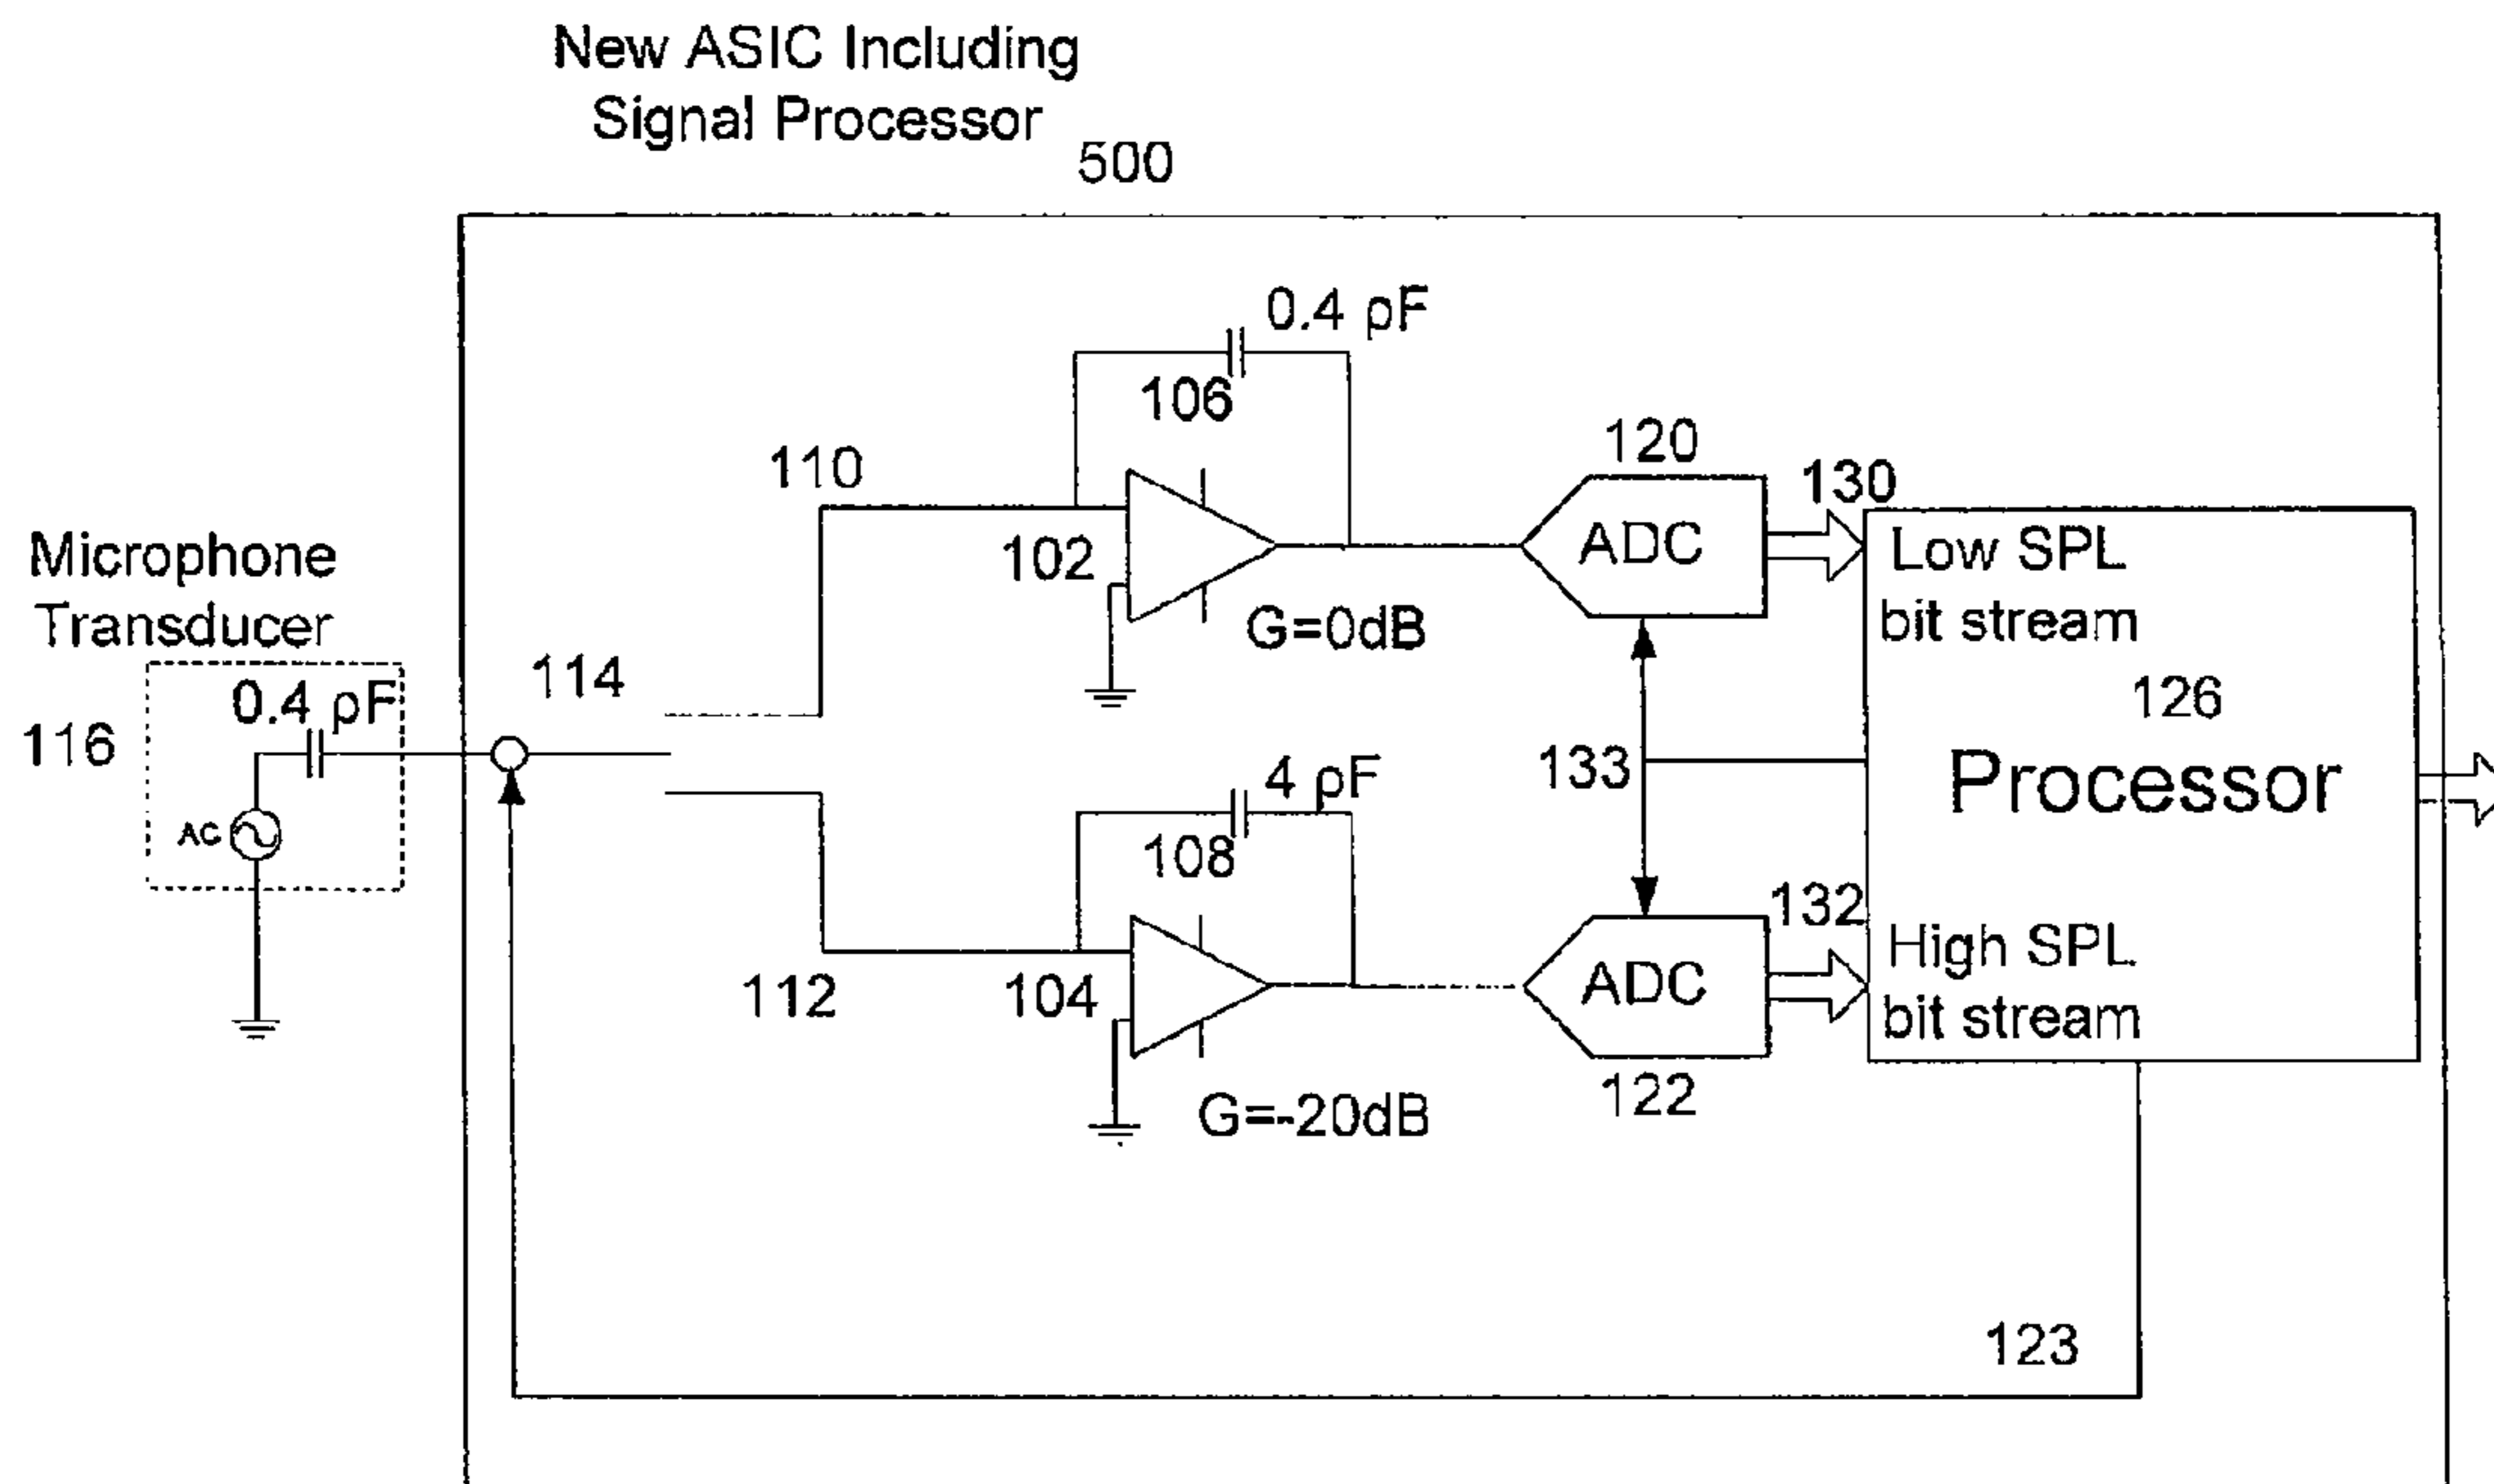 New ASIC Including
Signal Processor
500
0.4 pF
106
110
102
G=0dB
120
ADC
130
Low SPL
bit stream
Microphone
Transducer
0.4 pF
116
AC
114
126
Processor
133
4 pF
108
112
104
G=-20dB
ADC
122
132
High SPL
bit stream
123